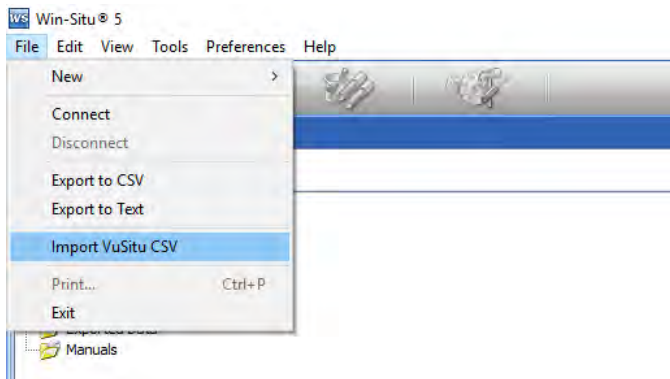 WS Win-Situ® 5
File Edit View Tools Preferences Help
New >
Connect
Disconnect
Export to CSV
Export to Text
Import VuSitu CSV
Print... Ctrl+P
Exit
Manuals